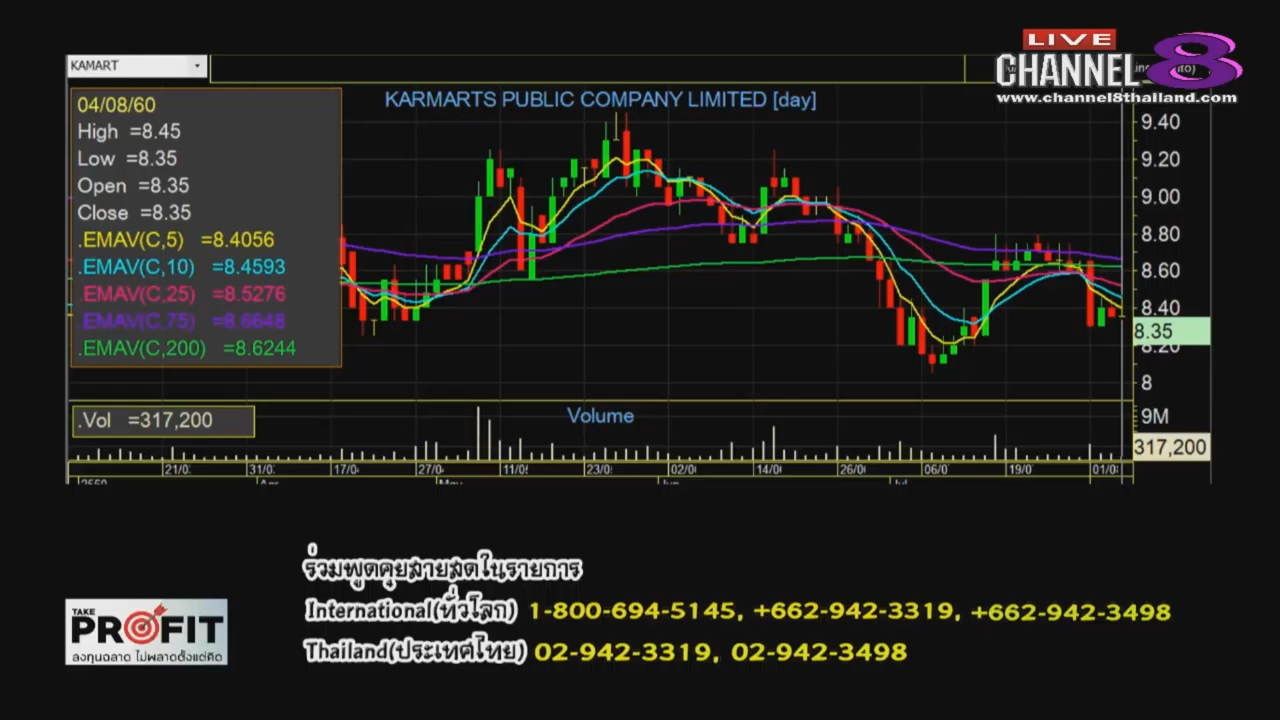 LIVE
CHANNEL 8
www.channel8thailand.com
KAMART
KARMARTS PUBLIC COMPANY LIMITED [day]
04/08/60
High =8.45
Low =8.35
Open =8.35
Close =8.35
.EMAV(C,5) =8.4056
.EMAV(C,10) =8.4593
.EMAV(C,25) =8.5276
.EMAV(C,75) =8.6648
.EMAV(C,200) =8.6244
9.40
9.20
9.00
8.80
8.60
8.40
8.35
8.20
8
.Vol =317,200
Volume
9M
317,200
21/0 31/0 17/0 27/0 11/0 23/0 02/0 14/0 26/0 06/0 19/0 01/0
2560 Apr May Jun Jul
ร่วมพูดคุยสายสดในรายการ
International(ทั่วโลก) 1-800-694-5145, +662-942-3319, +662-942-3498
Thailand(ประเทศไทย) 02-942-3319, 02-942-3498
TAKE
PROFIT
ลงทุนฉลาด ไม่พลาดตั้งแต่คิด